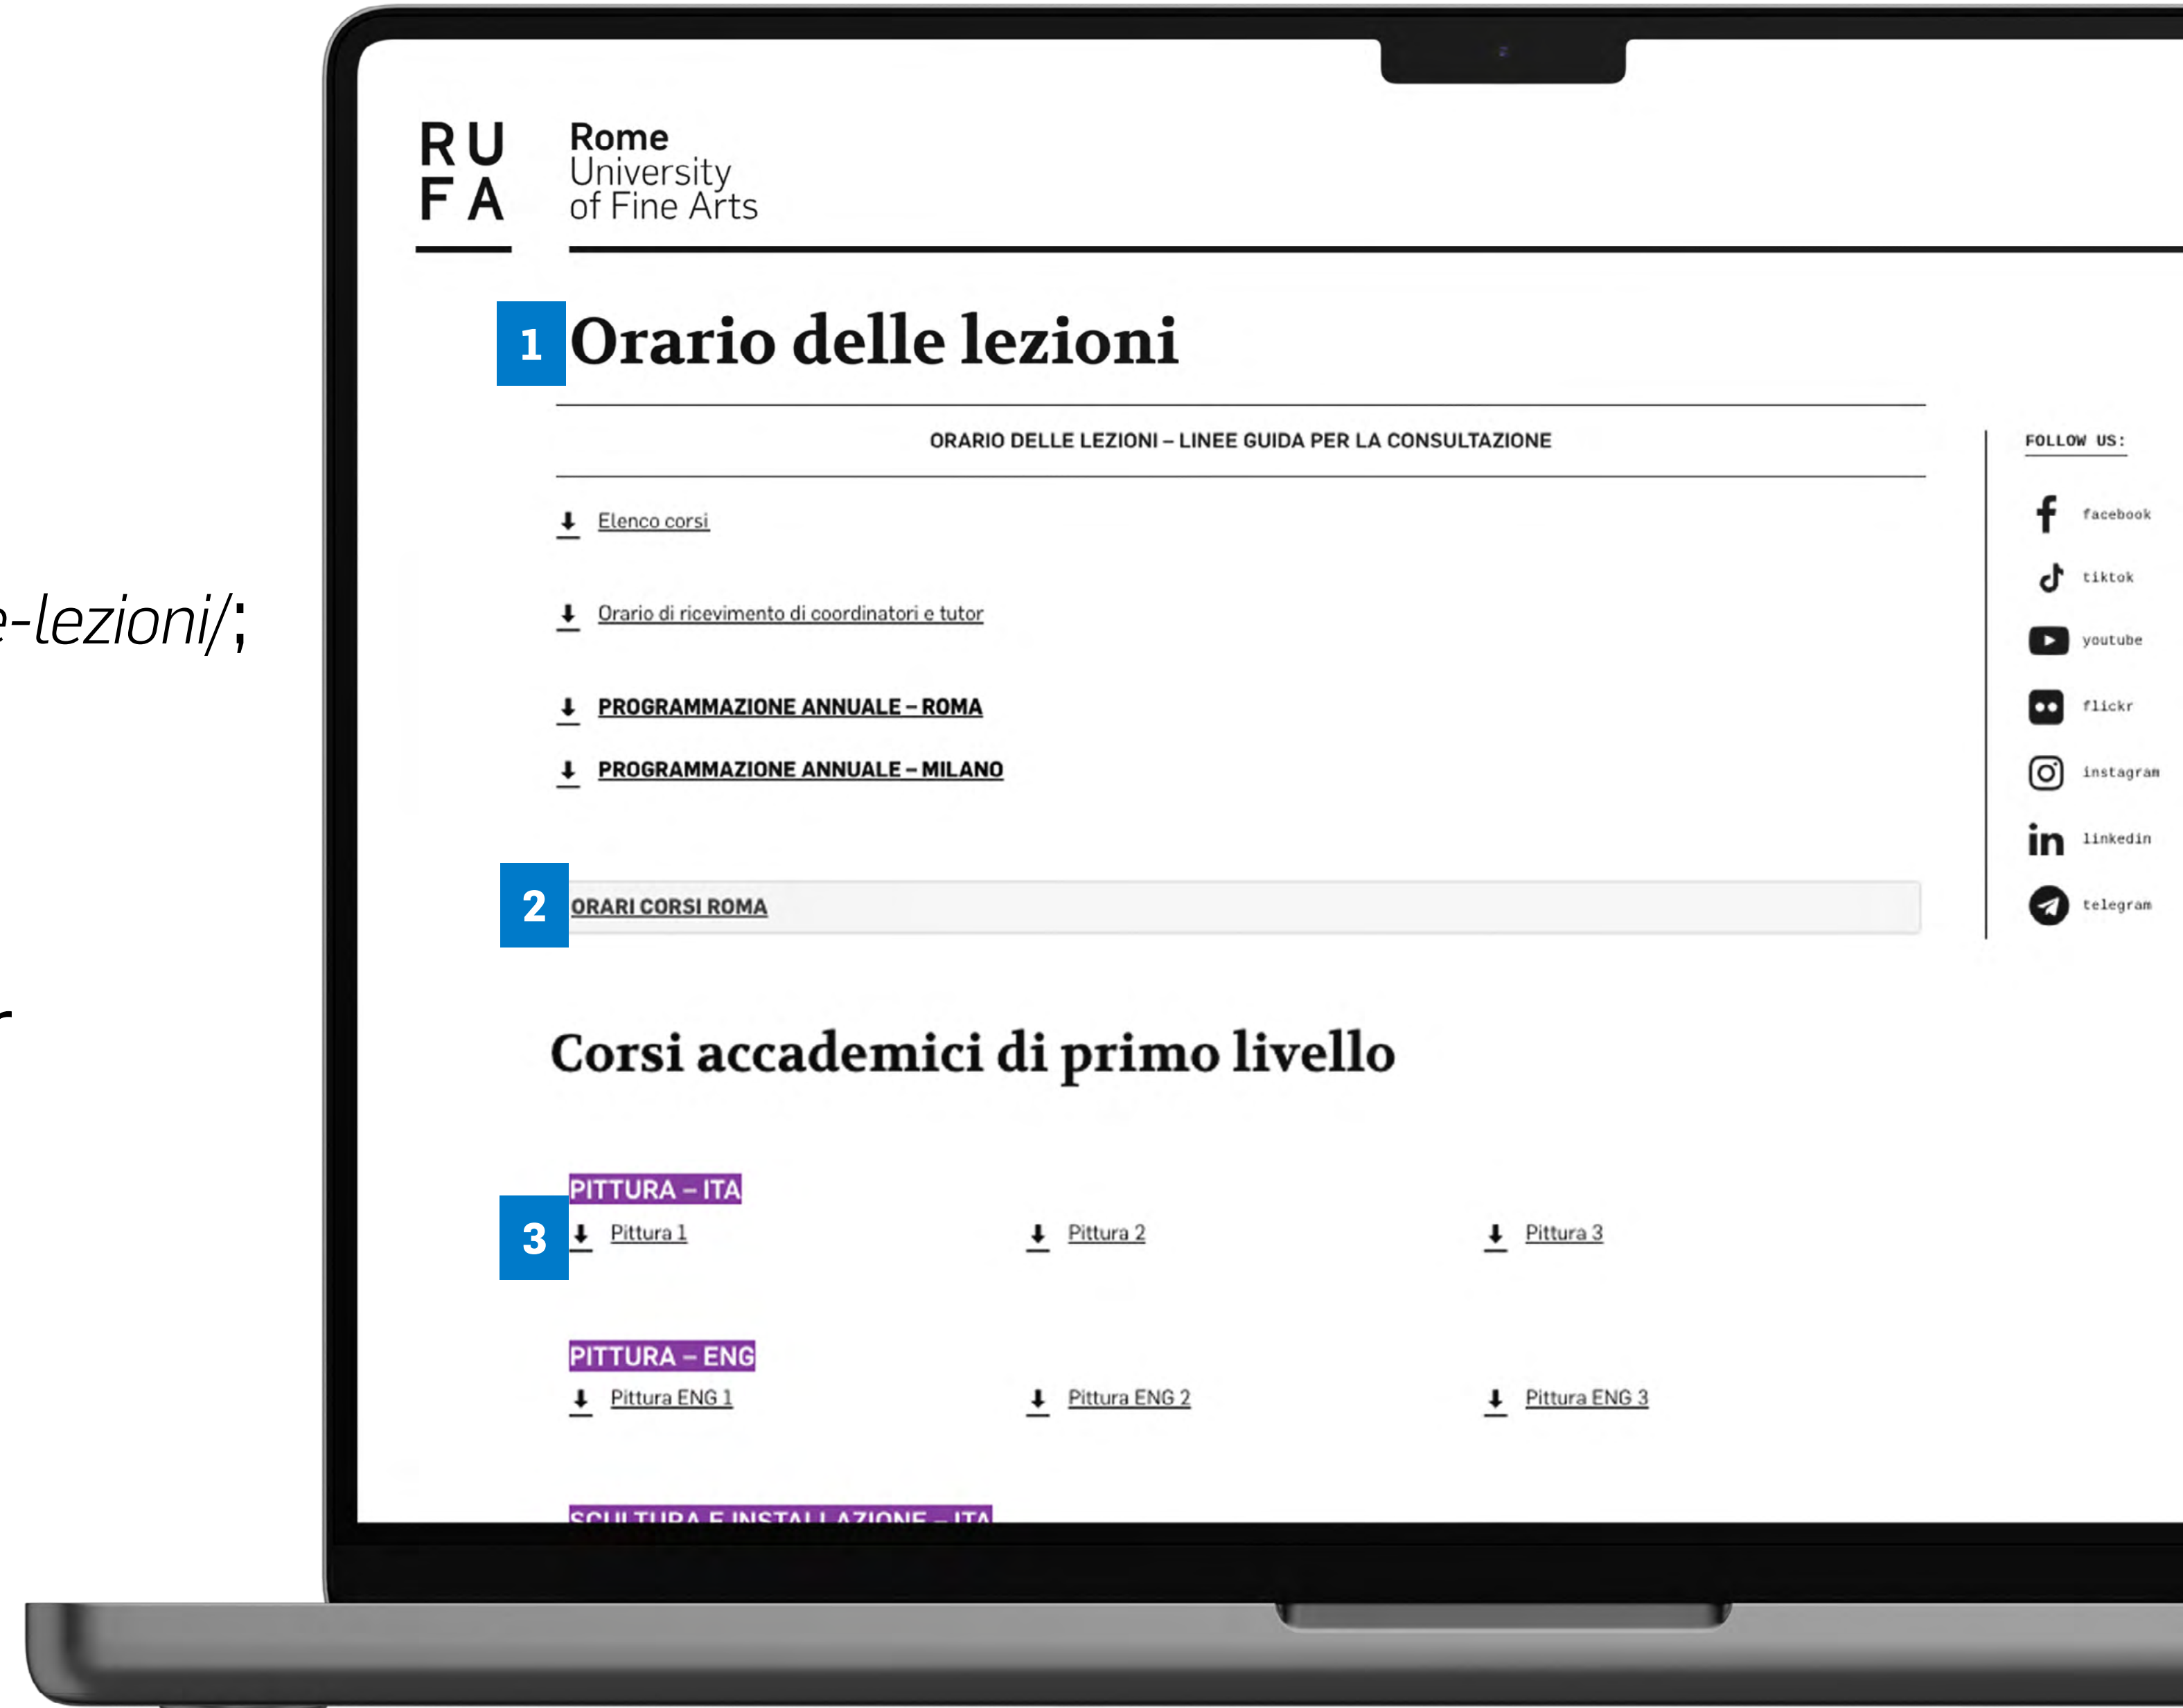 e-lezioni/;
r
R U
F A
Rome
University
of Fine Arts
1
Orario delle lezioni
ORARIO DELLE LEZIONI – LINEE GUIDA PER LA CONSULTAZIONE
Elenco corsi
Orario di ricevimento di coordinatori e tutor
PROGRAMMAZIONE ANNUALE – ROMA
PROGRAMMAZIONE ANNUALE – MILANO
FOLLOW US:
facebook
tiktok
youtube
flickr
instagram
linkedin
telegram
2
ORARI CORSI ROMA
Corsi accademici di primo livello
PITTURA – ITA
3
Pittura 1
Pittura 2
Pittura 3
PITTURA – ENG
Pittura ENG 1
Pittura ENG 2
Pittura ENG 3
SCULTURA E INSTALLAZIONE – ITA